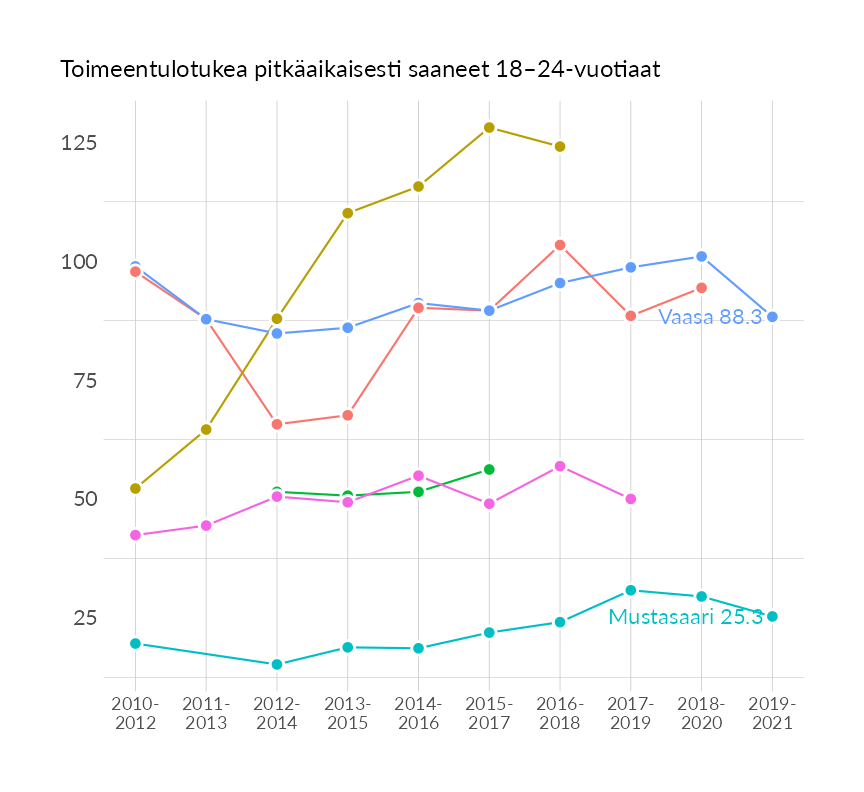 Toimeentulotukea pitkäaikaisesti saaneet 18–24-vuotiaat
125
100
Vaasa 88.3
75
50
Mustasaari 25.3
25
2010- 2011- 2012- 2013- 2014- 2015- 2016- 2017- 2018- 2019-
2012 2013 2014 2015 2016 2017 2018 2019 2020 2021